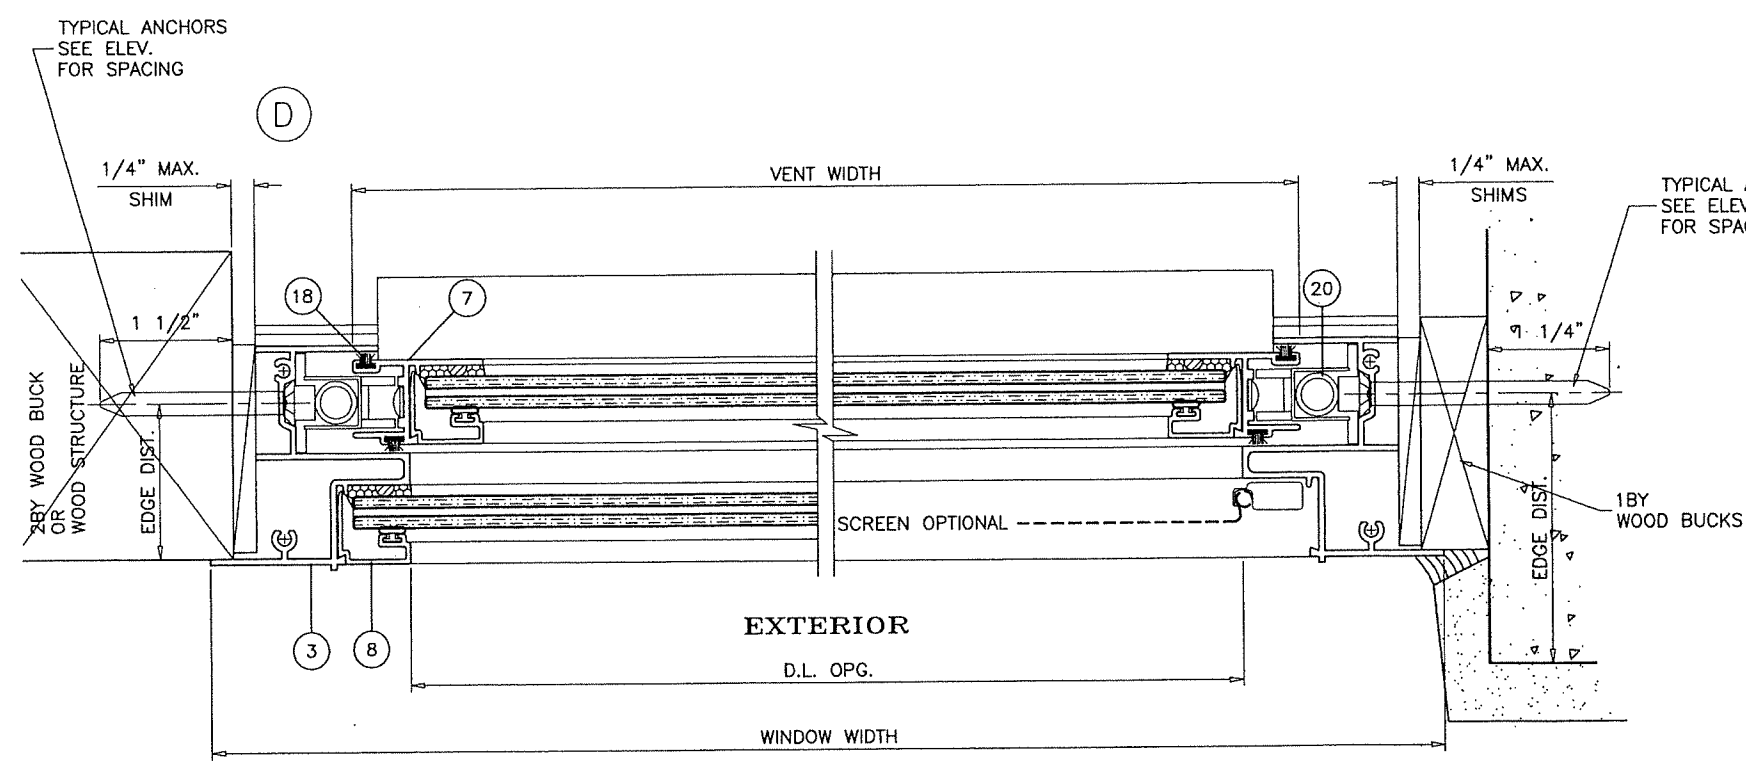 TYPICAL ANCHORS
SEE ELEV.
FOR SPACING
D
1/4" MAX.
SHIM
VENT WIDTH
1/4" MAX.
SHIMS
TYPICAL
SEE ELEV
FOR SPA
18
7
20
1 1/2"
1/4"
2BY WOOD BUCK
OR
WOOD STRUCTURE
EDGE DIST.
SCREEN OPTIONAL
EDGE DIST.
1BY
WOOD BUCKS
3
8
EXTERIOR
D.L. OPG.
WINDOW WIDTH